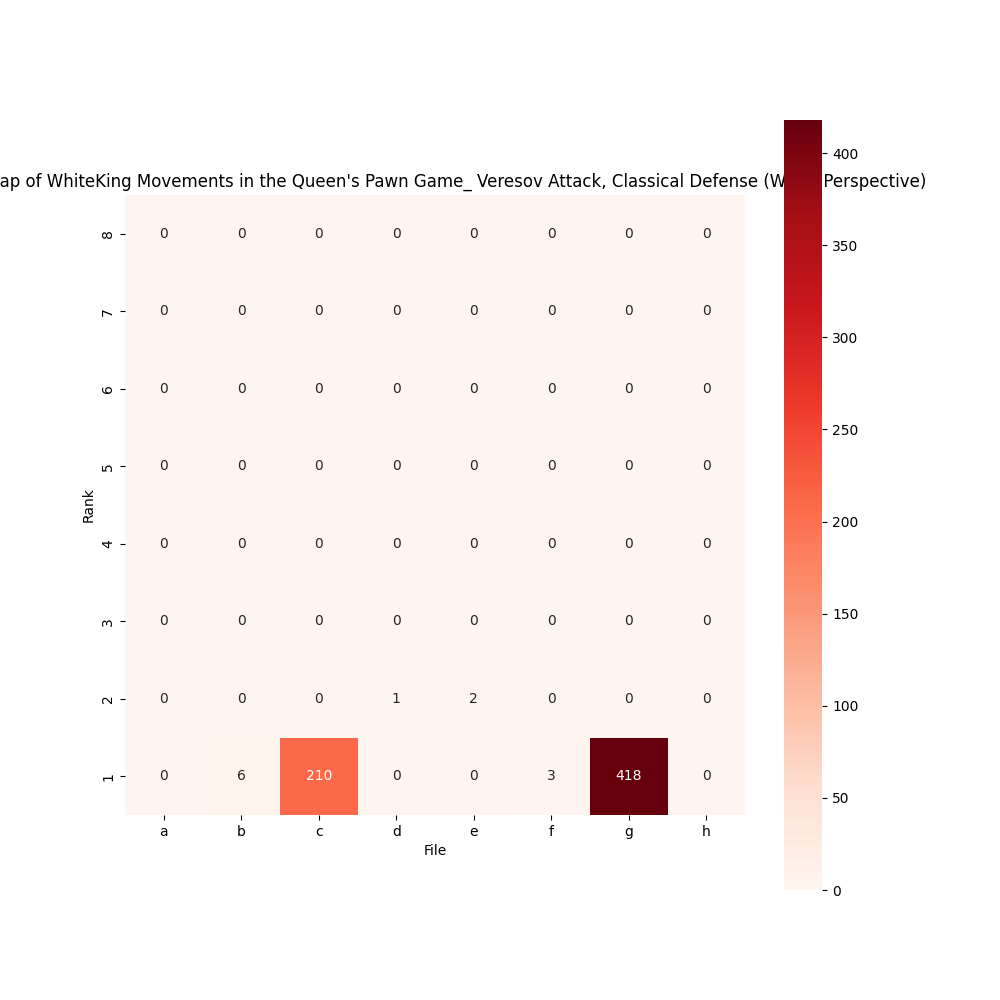 ap of WhiteKing Movements in the Queen's Pawn Game_ Veresov Attack, Classical Defense (W Perspective)
8 0 0 0 0 0 0 0 0
7 0 0 0 0 0 0 0 0
6 0 0 0 0 0 0 0 0
5 0 0 0 0 0 0 0 0
4 0 0 0 0 0 0 0 0
3 0 0 0 0 0 0 0 0
2 0 0 0 1 2 0 0 0
1 0 6 210 0 0 3 418 0
a b c d e f g h
File
Rank
400
350
300
250
200
150
100
50
0